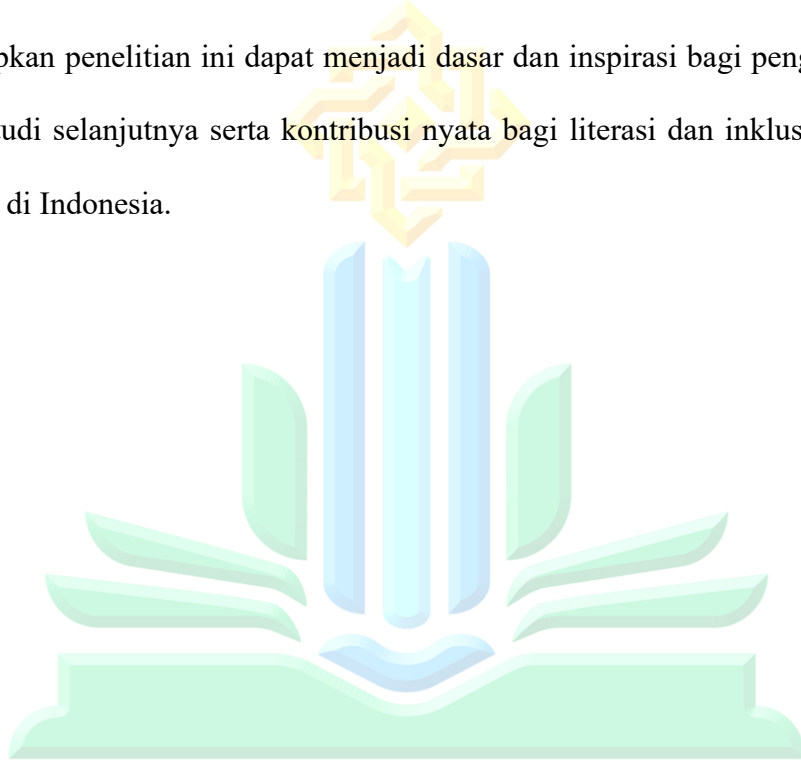 pkan penelitian ini dapat menjadi dasar dan inspirasi bagi peng
tudi selanjutnya serta kontribusi nyata bagi literasi dan inklus
di Indonesia.